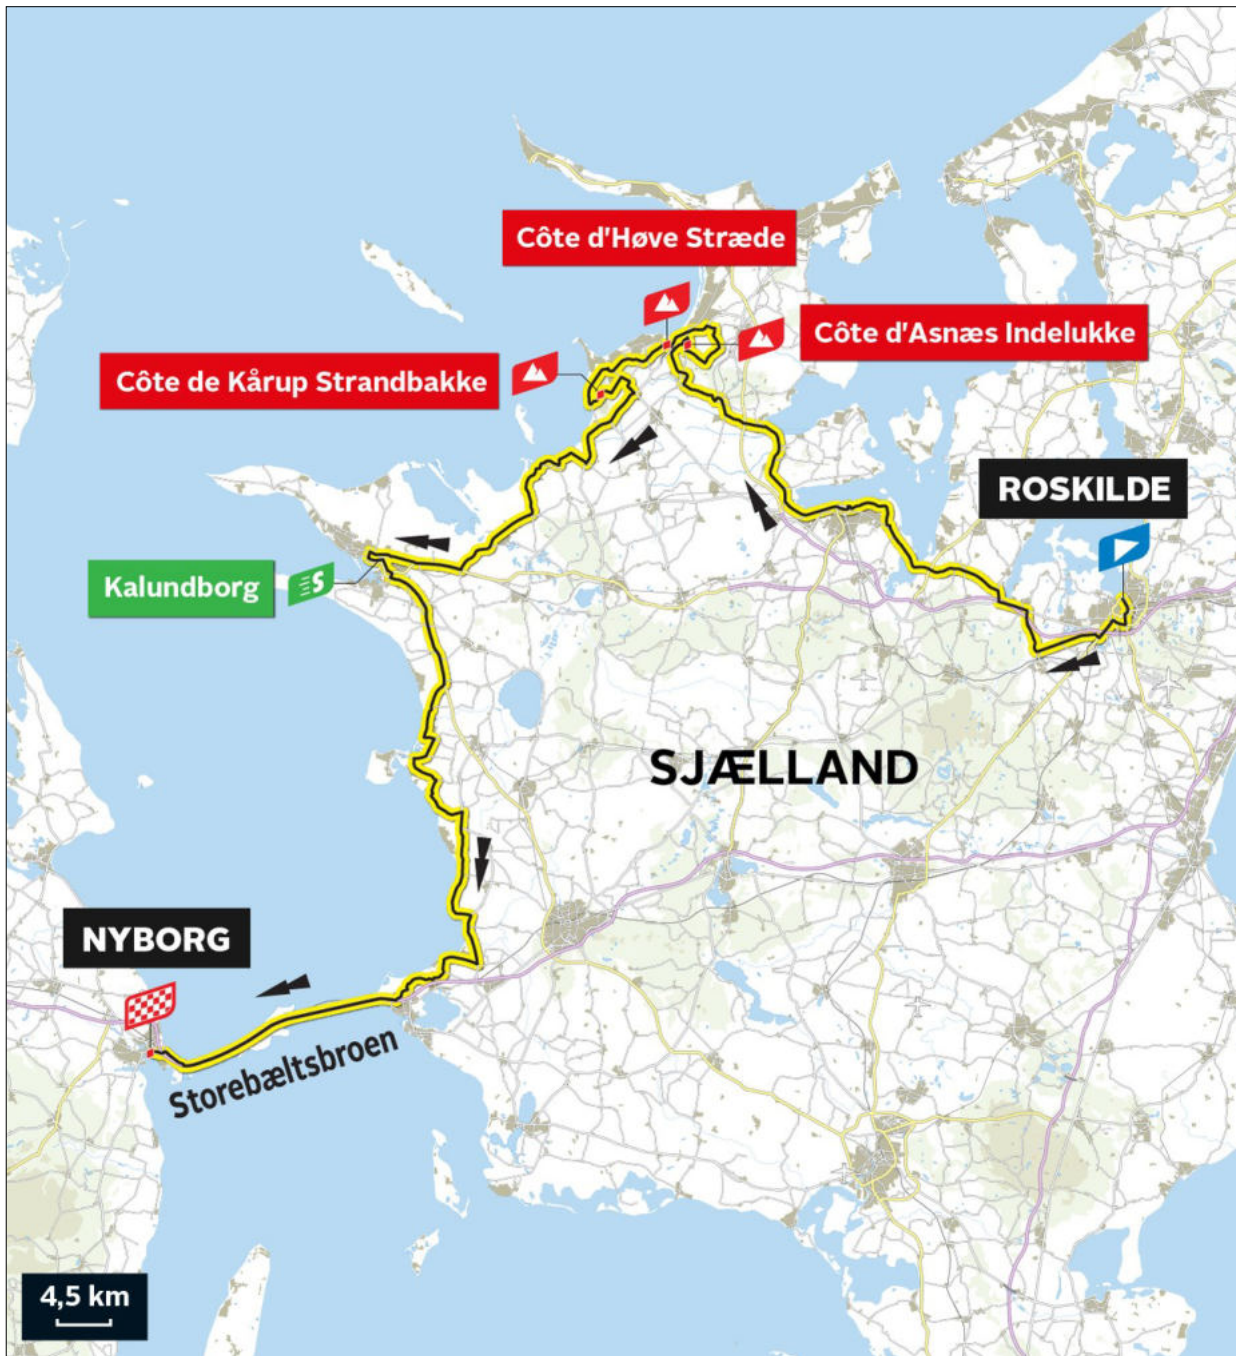 Côte d'Høve Stræde
Côte d'Asnæs Indelukke
Côte de Kårup Strandbakke
ROSKILDE
Kalundborg
S
SJÆLLAND
NYBORG
Storebæltsbroen
4,5 km